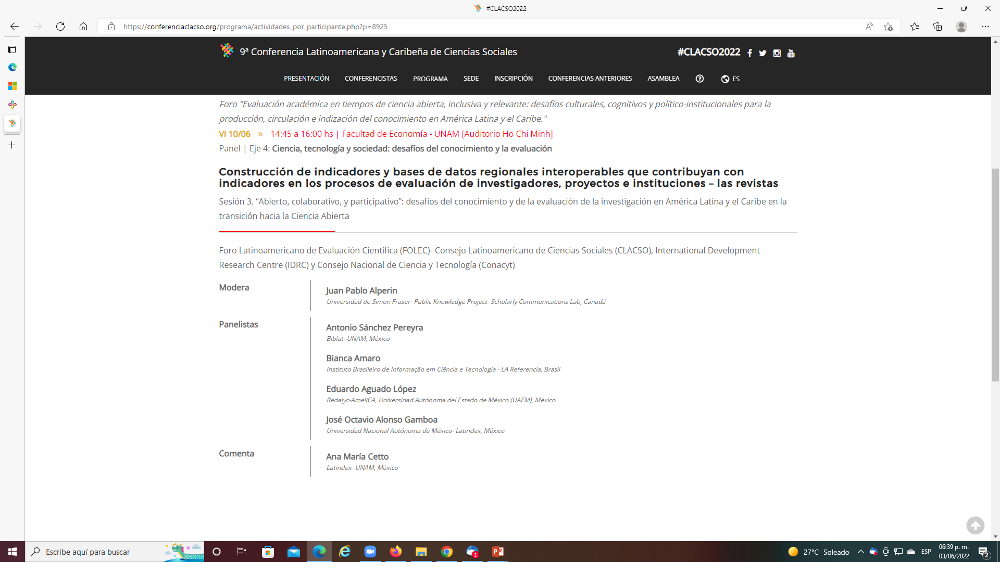 #CLACSO2022
https://conferenciaclacso.org/programa/actividades_por_participante.php?p=8925
9ª Conferencia Latinoamericana y Caribeña de Ciencias Sociales
#CLACSO2022
PRESENTACIÓN CONFERENCISTAS PROGRAMA SEDE INSCRIPCIÓN CONFERENCIAS ANTERIORES ASAMBLEA ? ES
Foro "Evaluación académica en tiempos de ciencia abierta, inclusiva y relevante: desafíos culturales, cognitivos y político-institucionales para la
producción, circulación e indización del conocimiento en América Latina y el Caribe."
VI 10/06 » 14:45 a 16:00 hs | Facultad de Economía - UNAM [Auditorio Ho Chi Minh]
Panel | Eje 4: Ciencia, tecnología y sociedad: desafíos del conocimiento y la evaluación
Construcción de indicadores y bases de datos regionales interoperables que contribuyan con
indicadores en los procesos de evaluación de investigadores, proyectos e instituciones – las revistas
Sesión 3. “Abierto, colaborativo, y participativo”: desafíos del conocimiento y de la evaluación de la investigación en América Latina y el Caribe en la
transición hacia la Ciencia Abierta
Foro Latinoamericano de Evaluación Científica (FOLEC)- Consejo Latinoamericano de Ciencias Sociales (CLACSO), International Development
Research Centre (IDRC) y Consejo Nacional de Ciencia y Tecnología (Conacyt)
Modera
Juan Pablo Alperin
Universidad de Simon Fraser- Public Knowledge Project- Scholarly Communications Lab, Canadá
Panelistas
Antonio Sánchez Pereyra
Biblat- UNAM, México
Bianca Amaro
Instituto Brasileiro de Informação em Ciência e Tecnologia - LA Referencia, Brasil
Eduardo Aguado López
Redalyc-AmeliCA, Universidad Autónoma del Estado de México (UAEM), México
José Octavio Alonso Gamboa
Universidad Nacional Autónoma de México- Latindex, México
Comenta
Ana María Cetto
Latindex- UNAM, México
Escribe aquí para buscar
1
27°C Soleado
ESP
06:39 p. m.
03/06/2022
2